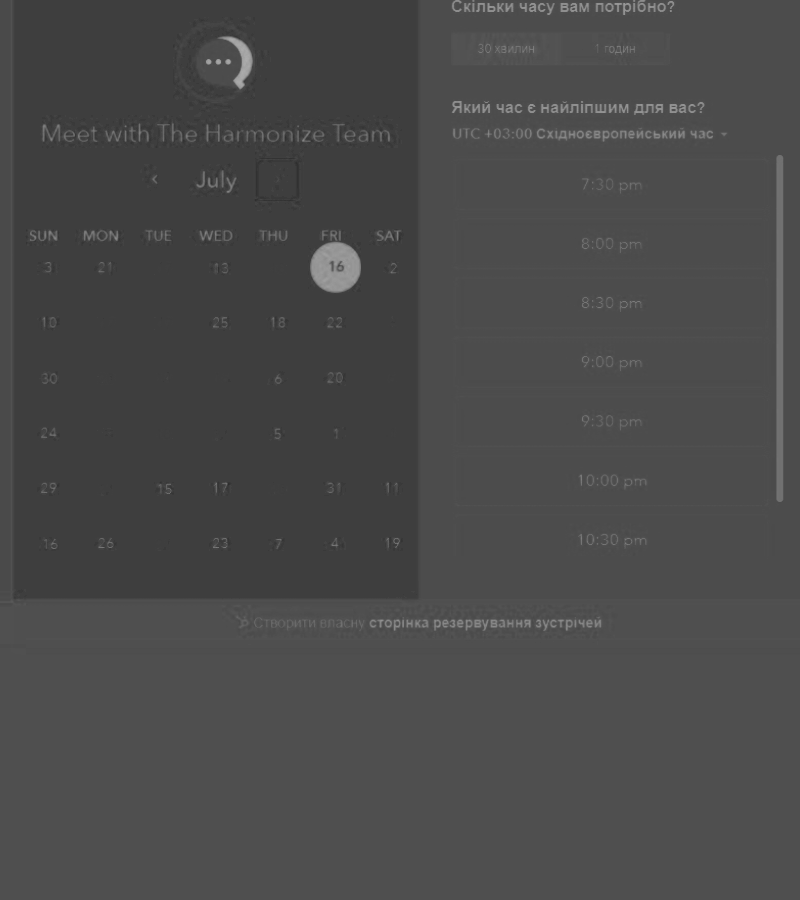 Скільки часу вам потрібно?
30 хвилин
1 годин
Який час є найліпшим для вас?
UTC +03:00 Східноєвропейський час
Meet with The Harmonize Team
July
SUN MON TUE WED THU FRI SAT
3 21 13 16 2
10 25 18 22
30 6 20
24 5 1
29 15 17 31 11
16 26 23 7 4 19
7:30 pm
8:00 pm
8:30 pm
9:00 pm
9:30 pm
10:00 pm
10:30 pm
Створити власну сторінка резервування зустрічей